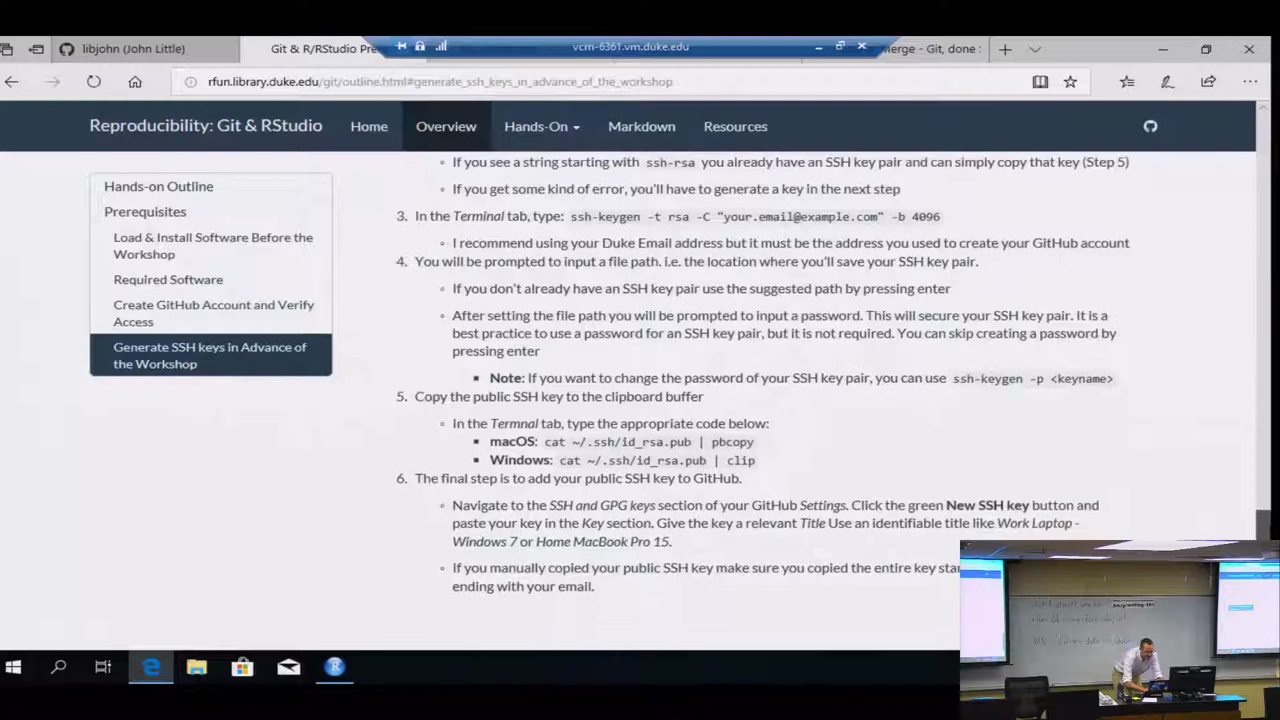 libjohn (John Little)
Git & R/RStudio Pre
vcm-6361.vm.duke.edu
erge - Git, done
rfun.library.duke.edu/git/outline.html#generate_ssh_keys_in_advance_of_the_workshop
Reproducibility: Git & RStudio
Home
Overview
Hands-On
Markdown
Resources
Hands-on Outline
Prerequisites
Load & Install Software Before the
Workshop
Required Software
Create GitHub Account and Verify
Access
Generate SSH keys in Advance of
the Workshop
◦ If you see a string starting with ssh-rsa you already have an SSH key pair and can simply copy that key (Step 5)
◦ If you get some kind of error, you'll have to generate a key in the next step
3. In the Terminal tab, type: ssh-keygen -t rsa -C "your.email@example.com" -b 4096
◦ I recommend using your Duke Email address but it must be the address you used to create your GitHub account
4. You will be prompted to input a file path. i.e. the location where you'll save your SSH key pair.
◦ If you don't already have an SSH key pair use the suggested path by pressing enter
◦ After setting the file path you will be prompted to input a password. This will secure your SSH key pair. It is a
best practice to use a password for an SSH key pair, but it is not required. You can skip creating a password by
pressing enter
▪ Note: If you want to change the password of your SSH key pair, you can use ssh-keygen -p <keyname>
5. Copy the public SSH key to the clipboard buffer
◦ In the Termnal tab, type the appropriate code below:
▪ macOS: cat ~/.ssh/id_rsa.pub | pbcopy
▪ Windows: cat ~/.ssh/id_rsa.pub | clip
6. The final step is to add your public SSH key to GitHub.
◦ Navigate to the SSH and GPG keys section of your GitHub Settings. Click the green New SSH key button and
paste your key in the Key section. Give the key a relevant Title Use an identifiable title like Work Laptop -
Windows 7 or Home MacBook Pro 15.
◦ If you manually copied your public SSH key make sure you copied the entire key sta
ending with your email.